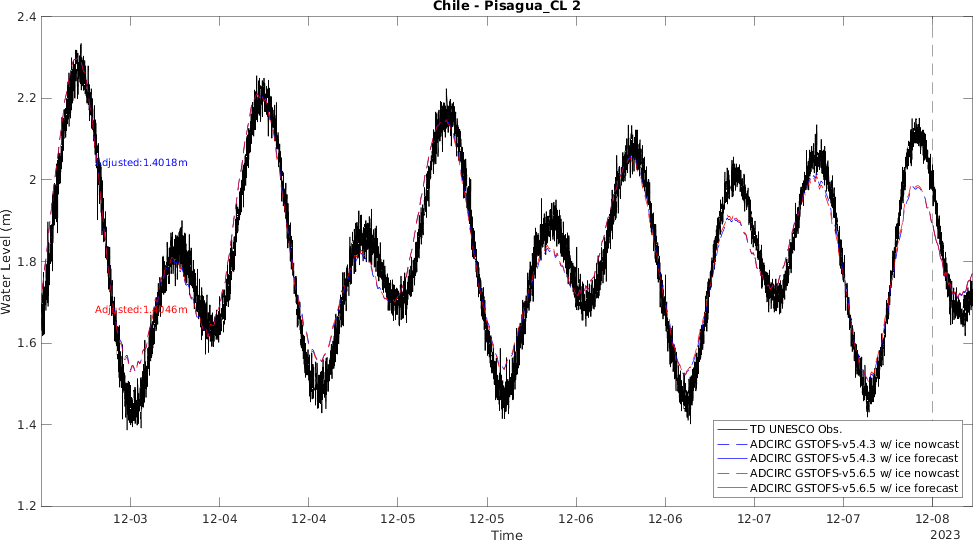 Chile - Pisagua_CL 2
2.4
2.2
2
1.8
1.6
1.4
1.2
Water Level (m)
Adjusted:1.4018m
Adjusted:1.4046m
TD UNESCO Obs.
ADCIRC GSTOFS-v5.4.3 w/ ice nowcast
ADCIRC GSTOFS-v5.4.3 w/ ice forecast
ADCIRC GSTOFS-v5.6.5 w/ ice nowcast
ADCIRC GSTOFS-v5.6.5 w/ ice forecast
12-03 12-04 12-04 12-05 12-05 12-06 12-06 12-07 12-07 12-08
2023
Time